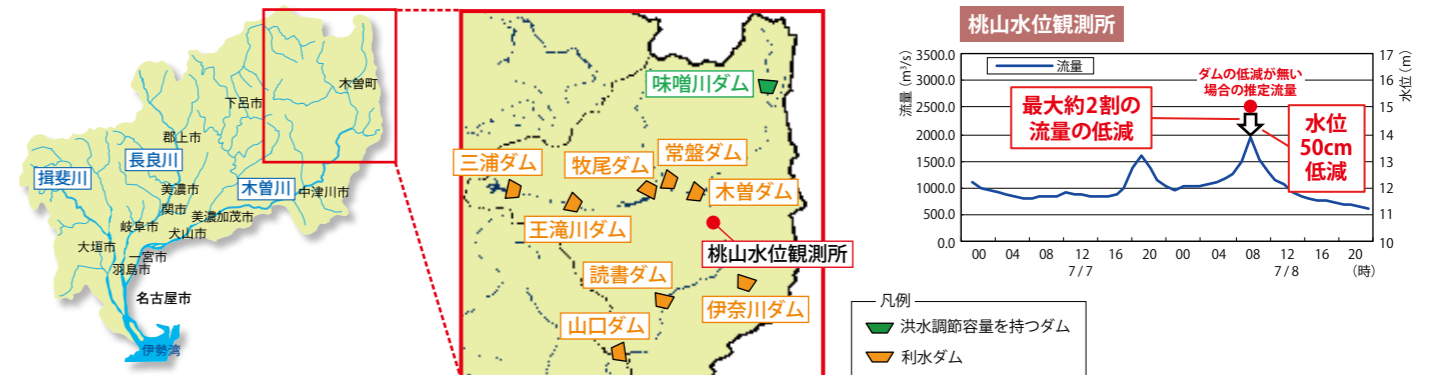 木曽町
下呂市
郡上市
長良川
揖斐川
木曽川
美濃市
中津川市
関市
美濃加茂市
岐阜市
犬山市
大垣市
一宮市
羽島市
名古屋市
伊勢湾
味噌川ダム
三浦ダム
牧尾ダム
常盤ダム
木曽ダム
王滝川ダム
桃山水位観測所
読書ダム
伊奈川ダム
山口ダム
桃山水位観測所
流量(m³/s)
3500.0
3000.0
2500.0
2000.0
1500.0
1000.0
500.0
0.0
流量
最大約2割の
流量の低減
ダムの低減が無い
場合の推定流量
水位
50cm
低減
17
16
15
14
13
12
11
10
水位(m)
00 04 08 12 16 20 00 04 08 12 16 20
7/7 7/8 (時)
凡例
洪水調節容量を持つダム
利水ダム